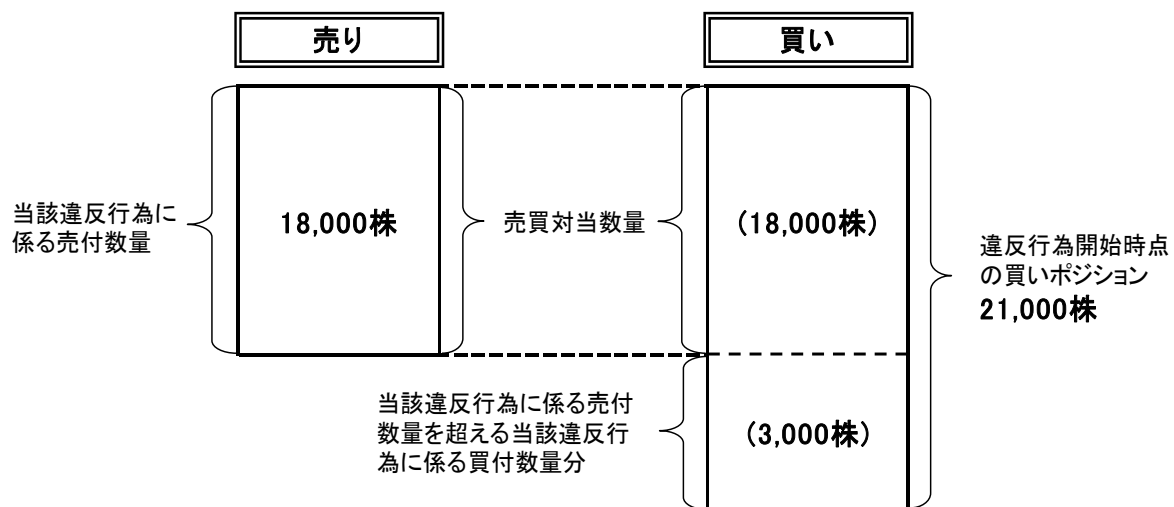 売り
買い
当該違反行為に
係る売付数量
18,000株
売買対当数量
(18,000株)
違反行為開始時点
の買いポジション
21,000株
当該違反行為に係る売付
数量を超える当該違反行
為に係る買付数量分
(3,000株)